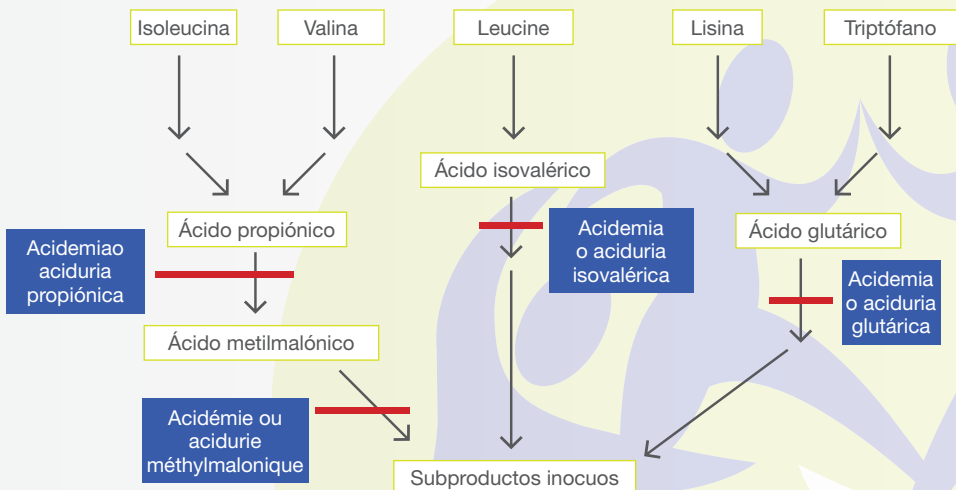 Isoleucina
Valina
Leucine
Lisina
Triptófano
Ácido isovalérico
Ácido propiónico
Acidemia
o aciduria
isovalérica
Ácido glutárico
Acidemiao
aciduria
propiónica
Acidemia
o aciduria
glutárica
Ácido metilmalónico
Acidémie ou
acidurie
méthylmalonique
Subproductos inocuos